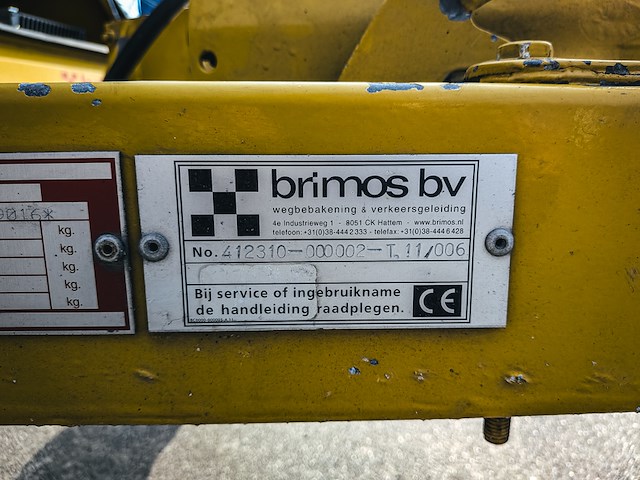 0016*
kg.
kg.
kg.
kg.
kg.
brimos bv
wegbebakening & verkeersgeleiding
4e Industrieweg 1 - 8051 CK Hattem - www.brimos.nl
telefoon: +31(0)38-444 2 333 - telefax: +31(0)38-444 6428
No. 412310-000002-T.11/006
Bij service of ingebruikname
de handleiding raadplegen.
CE